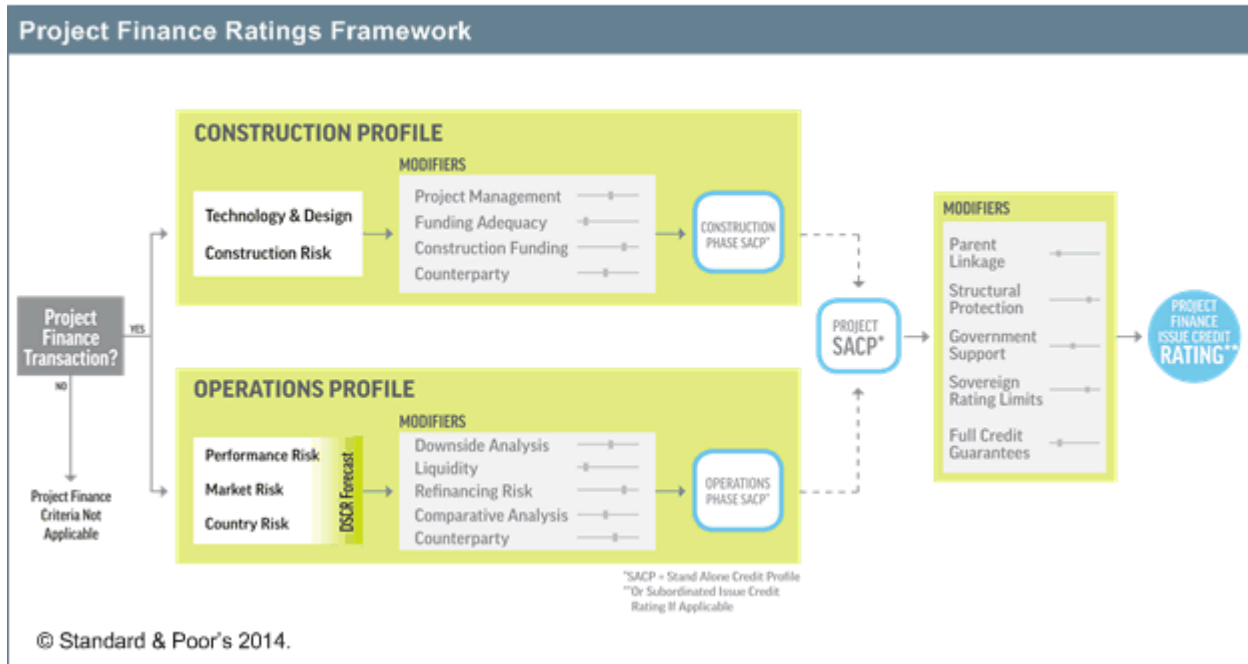 Project Finance Ratings Framework
CONSTRUCTION PROFILE
MODIFIERS
Technology & Design
Construction Risk
Project Management
Funding Adequacy
Construction Funding
Counterparty
CONSTRUCTION
PHASE SACP*
Project
Finance
Transaction?
YES
NO
Project Finance
Criteria Not
Applicable
OPERATIONS PROFILE
MODIFIERS
Performance Risk
Market Risk
Country Risk
DSCR Forecast
Downside Analysis
Liquidity
Refinancing Risk
Comparative Analysis
Counterparty
OPERATIONS
PHASE SACP*
PROJECT
SACP*
MODIFIERS
Parent
Linkage
Structural
Protection
Government
Support
Sovereign
Rating Limits
Full Credit
Guarantees
PROJECT
FINANCE
ISSUE CREDIT
RATING**
*SACP = Stand Alone Credit Profile
**Or Subordinated Issue Credit
Rating If Applicable
© Standard & Poor's 2014.